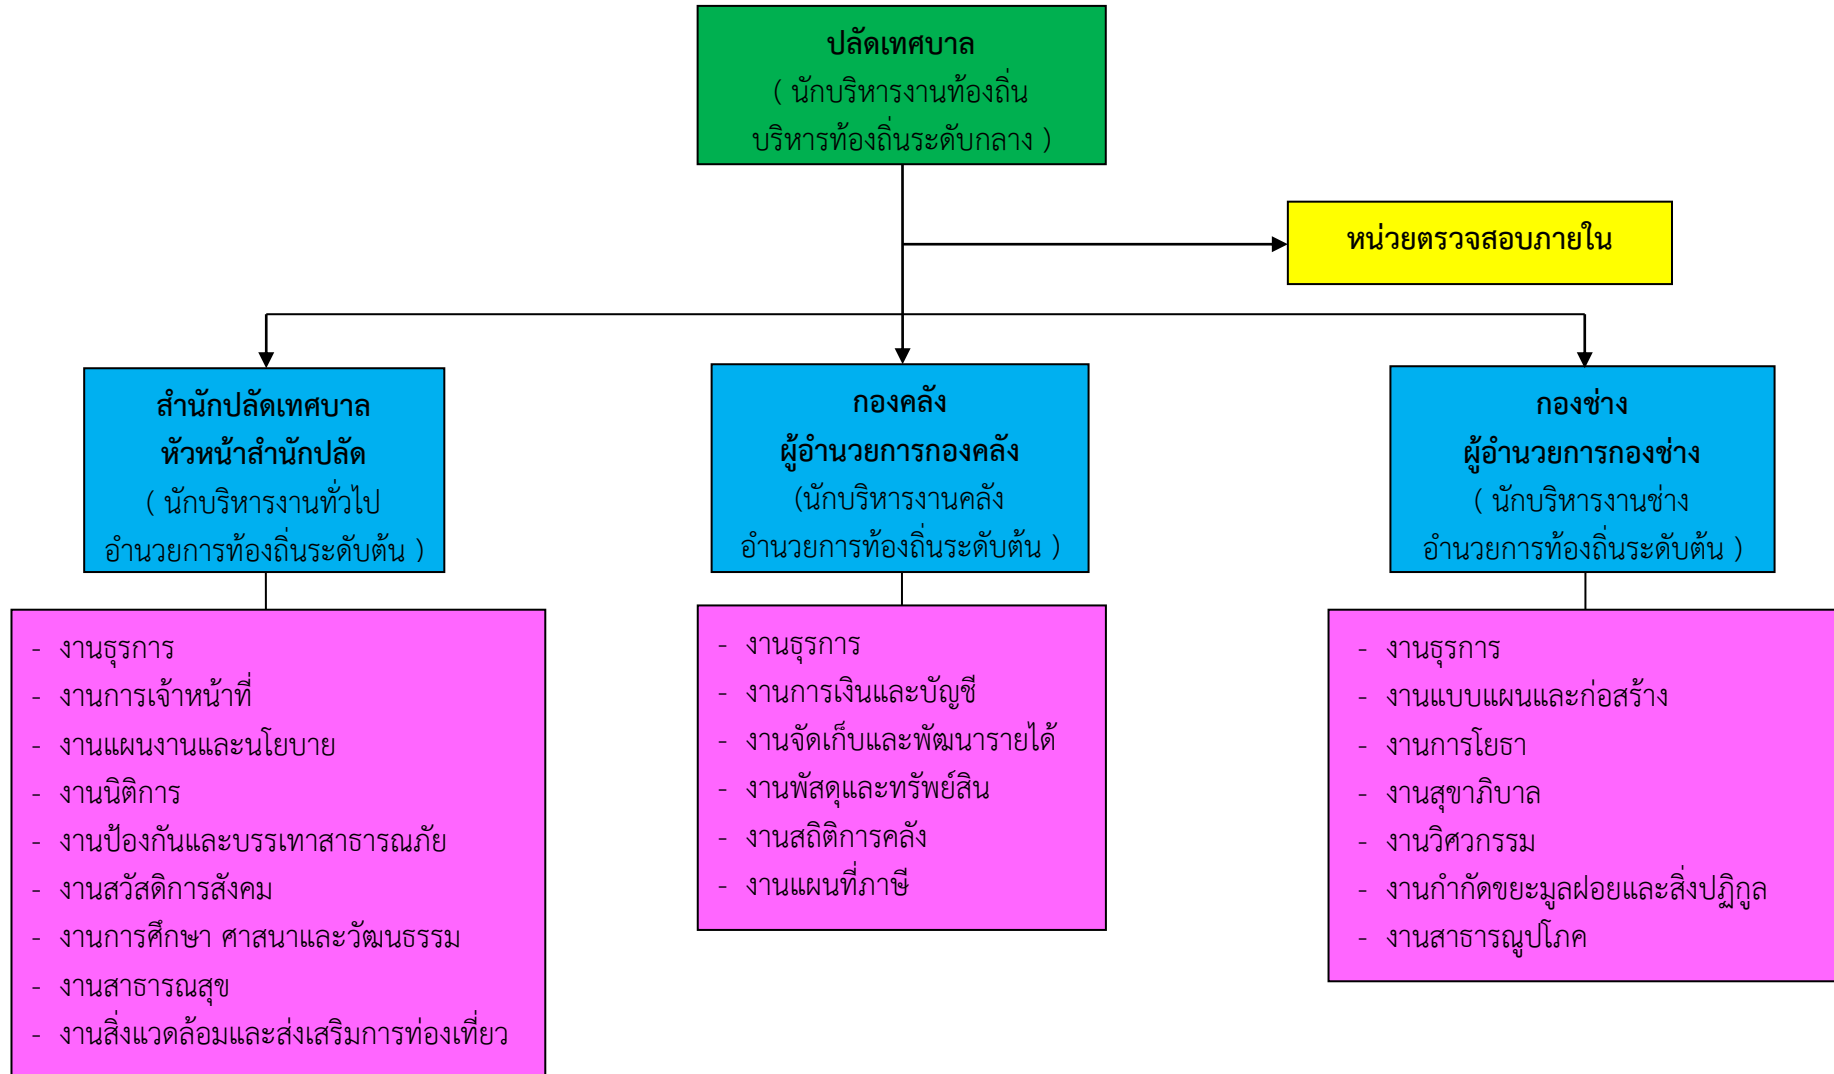 ปลัดเทศบาล
( นักบริหารงานท้องถิ่น
บริหารท้องถิ่นระดับกลาง )
หน่วยตรวจสอบภายใน
สำนักปลัดเทศบาล
หัวหน้าสำนักปลัด
( นักบริหารงานทั่วไป
อำนวยการท้องถิ่นระดับต้น )
กองคลัง
ผู้อำนวยการกองคลัง
(นักบริหารงานคลัง
อำนวยการท้องถิ่นระดับต้น )
กองช่าง
ผู้อำนวยการกองช่าง
( นักบริหารงานช่าง
อำนวยการท้องถิ่นระดับต้น )
- งานธุรการ
- งานการเจ้าหน้าที่
- งานแผนงานและนโยบาย
- งานนิติการ
- งานป้องกันและบรรเทาสาธารณภัย
- งานสวัสดิการสังคม
- งานการศึกษา ศาสนาและวัฒนธรรม
- งานสาธารณสุข
- งานสิ่งแวดล้อมและส่งเสริมการท่องเที่ยว
- งานธุรการ
- งานการเงินและบัญชี
- งานจัดเก็บและพัฒนารายได้
- งานพัสดุและทรัพย์สิน
- งานสถิติการคลัง
- งานแผนที่ภาษี
- งานธุรการ
- งานแบบแผนและก่อสร้าง
- งานการโยธา
- งานสุขาภิบาล
- งานวิศวกรรม
- งานกำกัดขยะมูลฝอยและสิ่งปฏิกูล
- งานสาธารณูปโภค